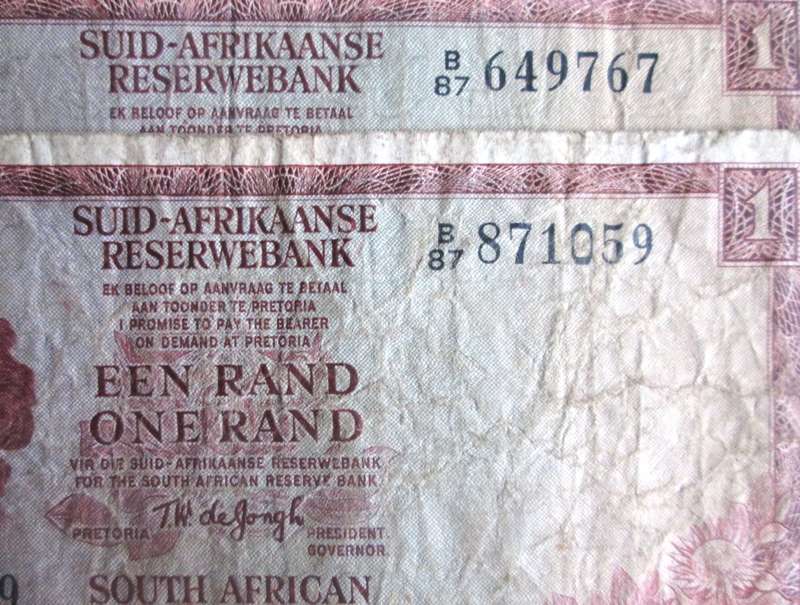 SUID-AFRIKAANSE
RESERWEBANK
B/87 649767
1
EK BELOOF OP AANVRAAG TE BETAAL
AAN TOONDER TE PRETORIA
SUID-AFRIKAANSE
RESERWEBANK
B/87 871059
1
EK BELOOF OP AANVRAAG TE BETAAL
AAN TOONDER TE PRETORIA
I PROMISE TO PAY THE BEARER
ON DEMAND AT PRETORIA
EEN RAND
ONE RAND
VIR DIE SUID-AFRIKAANSE RESERWEBANK
FOR THE SOUTH AFRICAN RESERVE BANK
T.W. de Jongh
PRETORIA PRESIDENT
GOVERNOR
9
SOUTH AFRICAN